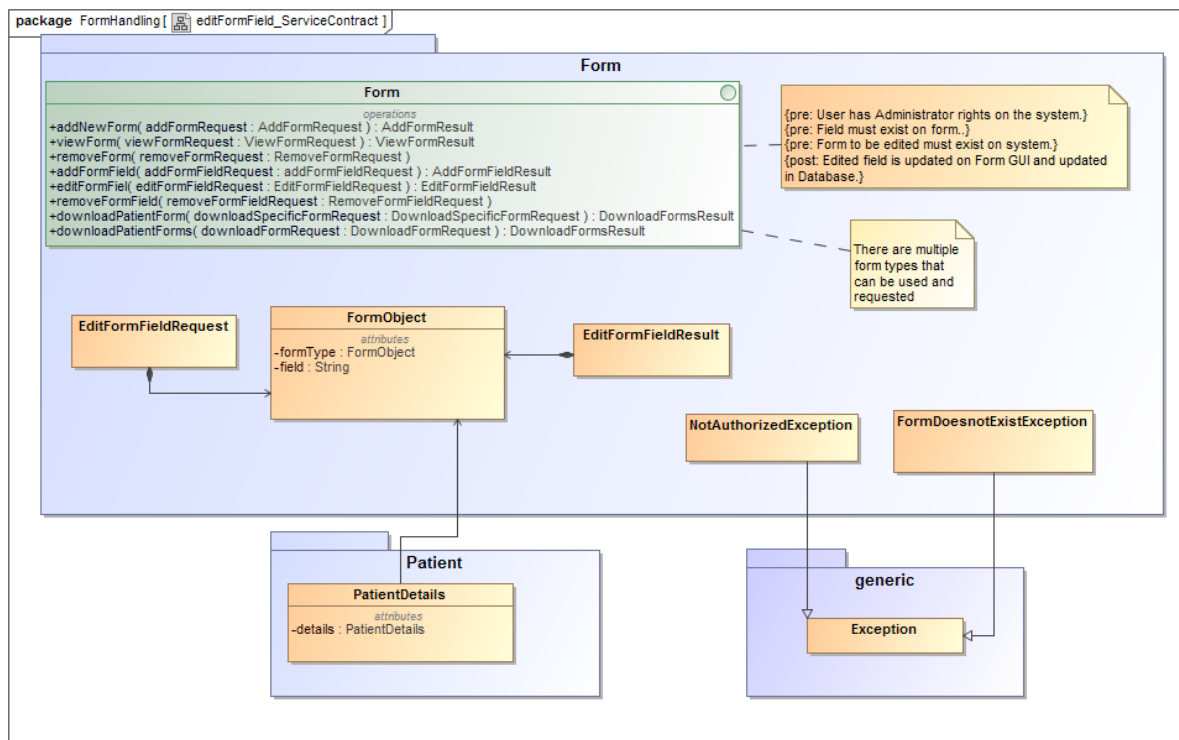 package FormHandling [ editFormField_ServiceContract ]
Form
Form
operations
+addNewForm( addFormRequest : AddFormRequest ) : AddFormResult
+viewForm( viewFormRequest : ViewFormRequest ) : ViewFormResult
+removeForm( removeFormRequest : RemoveFormRequest )
+addFormField( addFormFieldRequest : addFormFieldRequest ) : AddFormFieldResult
+editFormFiel( editFormFieldRequest : EditFormFieldRequest ) : EditFormFieldResult
+removeFormField( removeFormFieldRequest : RemoveFormFieldRequest )
+downloadPatientForm( downloadSpecificFormRequest : DownloadSpecificFormRequest ) : DownloadFormsResult
+downloadPatientForms( downloadFormRequest : DownloadFormRequest ) : DownloadFormsResult
{pre: User has Administrator rights on the system.}
{pre: Field must exist on form..}
{pre: Form to be edited must exist on system.}
{post: Edited field is updated on Form GUI and updated
in Database.}
There are multiple
form types that
can be used and
requested
EditFormFieldRequest
FormObject
attributes
-formType : FormObject
-field : String
EditFormFieldResult
NotAuthorizedException
FormDoesnotExistException
Patient
PatientDetails
attributes
-details : PatientDetails
generic
Exception